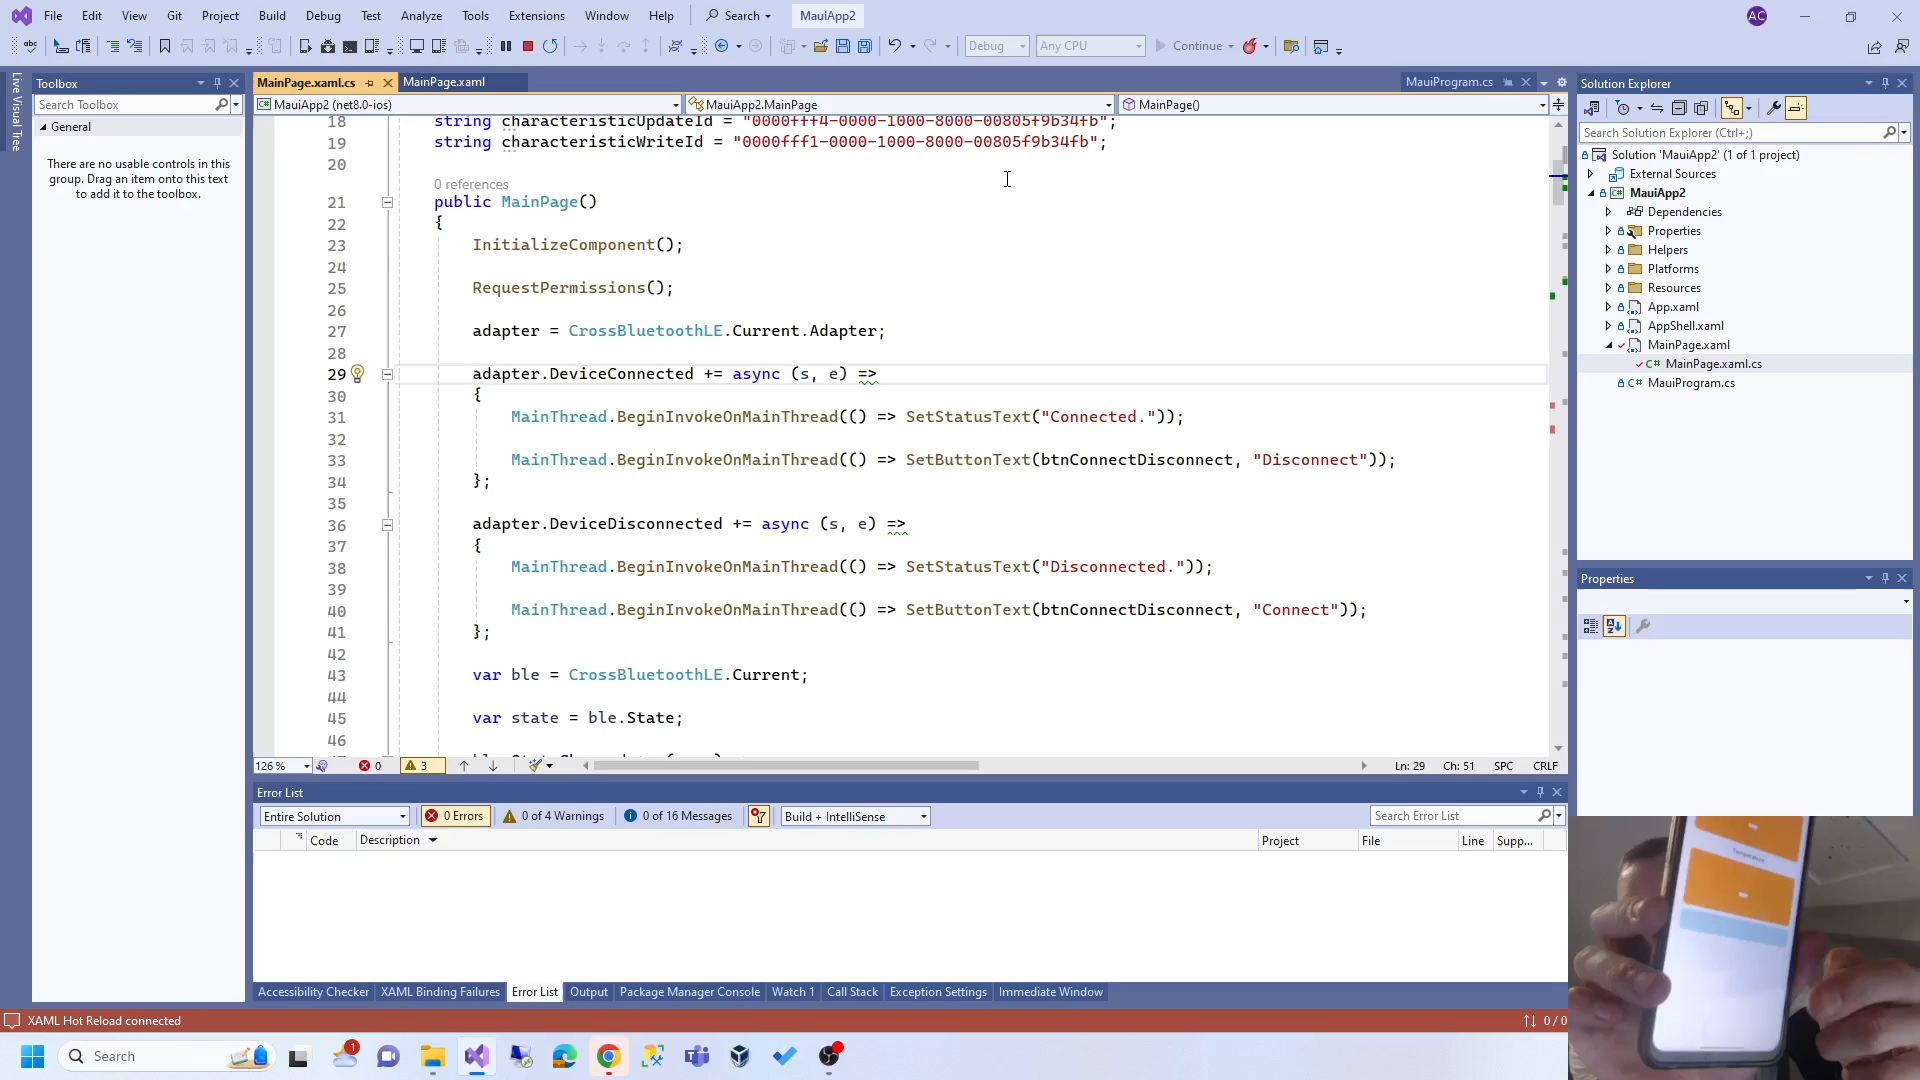 File Edit View Git Project Build Debug Test Analyze Tools Extensions Window Help Search MauiApp2 AC
Debug Any CPU Continue
Live Visual Tree
Toolbox
Search Toolbox
General
There are no usable controls in this
group. Drag an item onto this text
to add it to the toolbox.
MainPage.xaml.cs MainPage.xaml MauiProgram.cs
MauiApp2 (net8.0-ios) MauiApp2.MainPage MainPage()
18 string characteristicUpdateId = "0000fff4-0000-1000-8000-00805f9b34fb";
19 string characteristicWriteId = "0000fff1-0000-1000-8000-00805f9b34fb";
20
0 references
21 public MainPage()
22 {
23 InitializeComponent();
24
25 RequestPermissions();
26
27 adapter = CrossBluetoothLE.Current.Adapter;
28
29 adapter.DeviceConnected += async (s, e) =>
30 {
31 MainThread.BeginInvokeOnMainThread(() => SetStatusText("Connected."));
32
33 MainThread.BeginInvokeOnMainThread(() => SetButtonText(btnConnectDisconnect, "Disconnect"));
34 };
35
36 adapter.DeviceDisconnected += async (s, e) =>
37 {
38 MainThread.BeginInvokeOnMainThread(() => SetStatusText("Disconnected."));
39
40 MainThread.BeginInvokeOnMainThread(() => SetButtonText(btnConnectDisconnect, "Connect"));
41 };
42
43 var ble = CrossBluetoothLE.Current;
44
45 var state = ble.State;
46
126 % 0 3 Ln: 29 Ch: 51 SPC CRLF
Error List
Entire Solution 0 Errors 0 of 4 Warnings 0 of 16 Messages Build + IntelliSense Search Error List
Code Description Project File Line Supp...
Accessibility Checker XAML Binding Failures Error List Output Package Manager Console Watch 1 Call Stack Exception Settings Immediate Window
Solution Explorer
Search Solution Explorer (Ctrl+;)
Solution 'MauiApp2' (1 of 1 project)
External Sources
MauiApp2
Dependencies
Properties
Helpers
Platforms
Resources
App.xaml
AppShell.xaml
MainPage.xaml
MainPage.xaml.cs
MauiProgram.cs
Properties
Temperature
XAML Hot Reload connected 0 / 0
Search 1